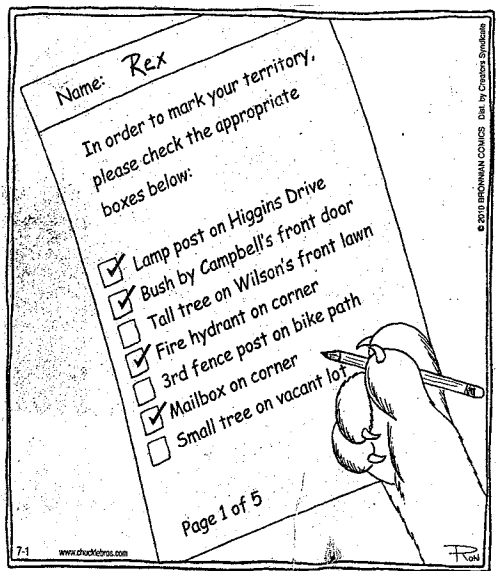 Name: Rex
In order to mark your territory,
please check the appropriate
boxes below:
Lamp post on Higgins Drive
Bush by Campbell's front door
Tall tree on Wilson's front lawn
Fire hydrant on corner
3rd fence post on bike path
Mailbox on corner
Small tree on vacant lot
Page 1 of 5
7-1
www.chucklebros.com
RON
© 2010 BRONNIAN COMICS Dist. by Creators Syndicate